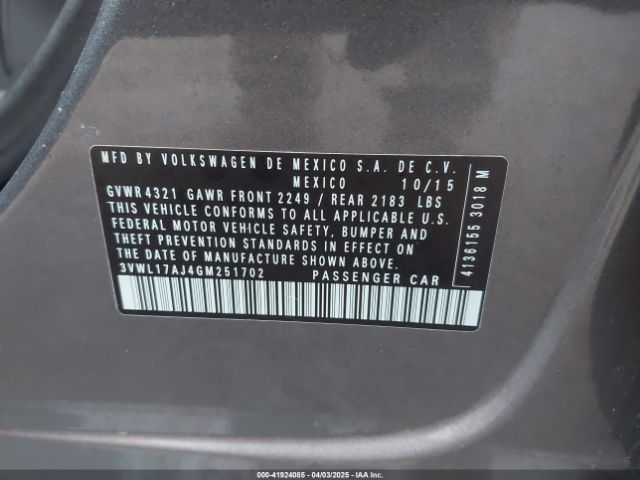 MFD BY VOLKSWAGEN DE MEXICO S.A. DE C.V.
MEXICO 10/15
GVWR 4321 GAWR FRONT 2249 / REAR 2183 LBS
THIS VEHICLE CONFORMS TO ALL APPLICABLE U.S.
FEDERAL MOTOR VEHICLE SAFETY, BUMPER AND
THEFT PREVENTION STANDARDS IN EFFECT ON
THE DATE OF MANUFACTURE SHOWN ABOVE.
3VWL17AJ4GM251702 PASSENGER CAR
4136155 3018 M
000-41924085 - 04/03/2025 - IAA Inc.